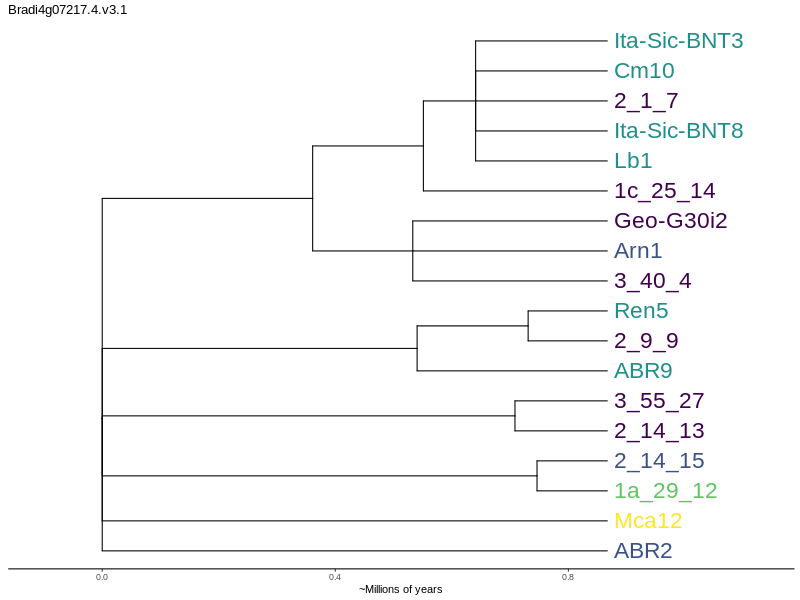 Bradi4g07217.4.v3.1
Ita-Sic-BNT3
Cm10
2_1_7
Ita-Sic-BNT8
Lb1
1c_25_14
Geo-G30i2
Arn1
3_40_4
Ren5
2_9_9
ABR9
3_55_27
2_14_13
2_14_15
1a_29_12
Mca12
ABR2
0.0 0.4 0.8
~Millions of years